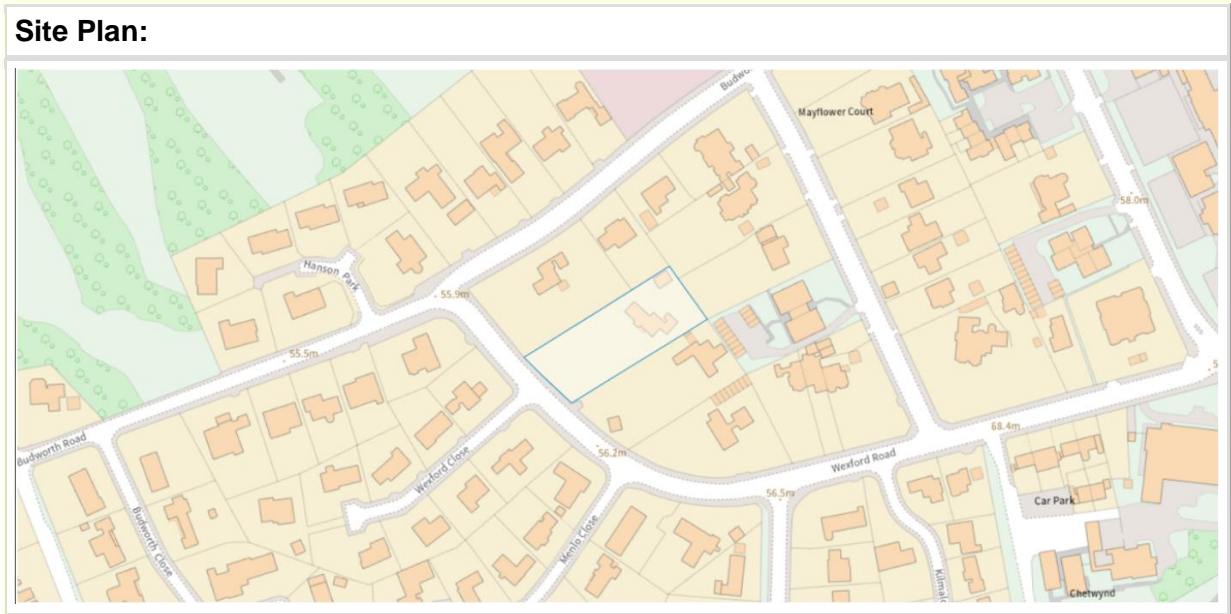 Site Plan:
Mayflower Court
58.0m
Hanson Park
55.9m
55.5m
Budworth Road
Wexford Close
56.2m
68.4m
Wexford Road
56.5m
Car Park
Budworth Close
Menlo Close
Chetwynd